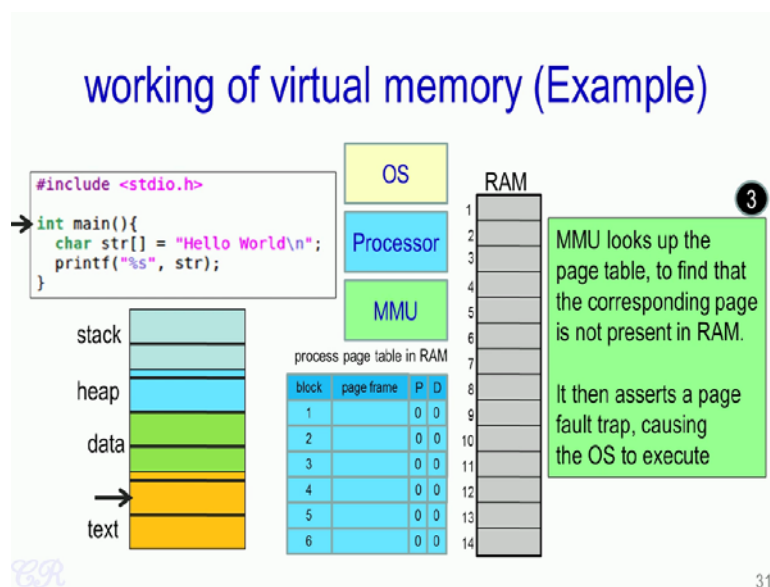 working of virtual memory (Example)
#include <stdio.h>
int main(){
char str[] = "Hello World\n";
printf("%s", str);
}
OS
Processor
MMU
RAM
1
2
3
4
5
6
7
8
9
10
11
12
13
14
3
MMU looks up the
page table, to find that
the corresponding page
is not present in RAM.
It then asserts a page
fault trap, causing
the OS to execute
stack
heap
data
text
process page table in RAM
block page frame P D
1 0 0
2 0 0
3 0 0
4 0 0
5 0 0
6 0 0
CR
31